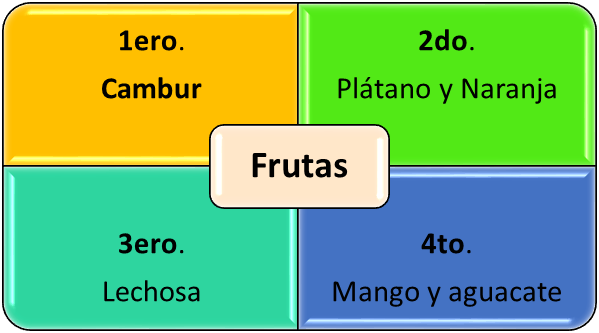 1ero.
Cambur
2do.
Plátano y Naranja
Frutas
3ero.
Lechosa
4to.
Mango y aguacate